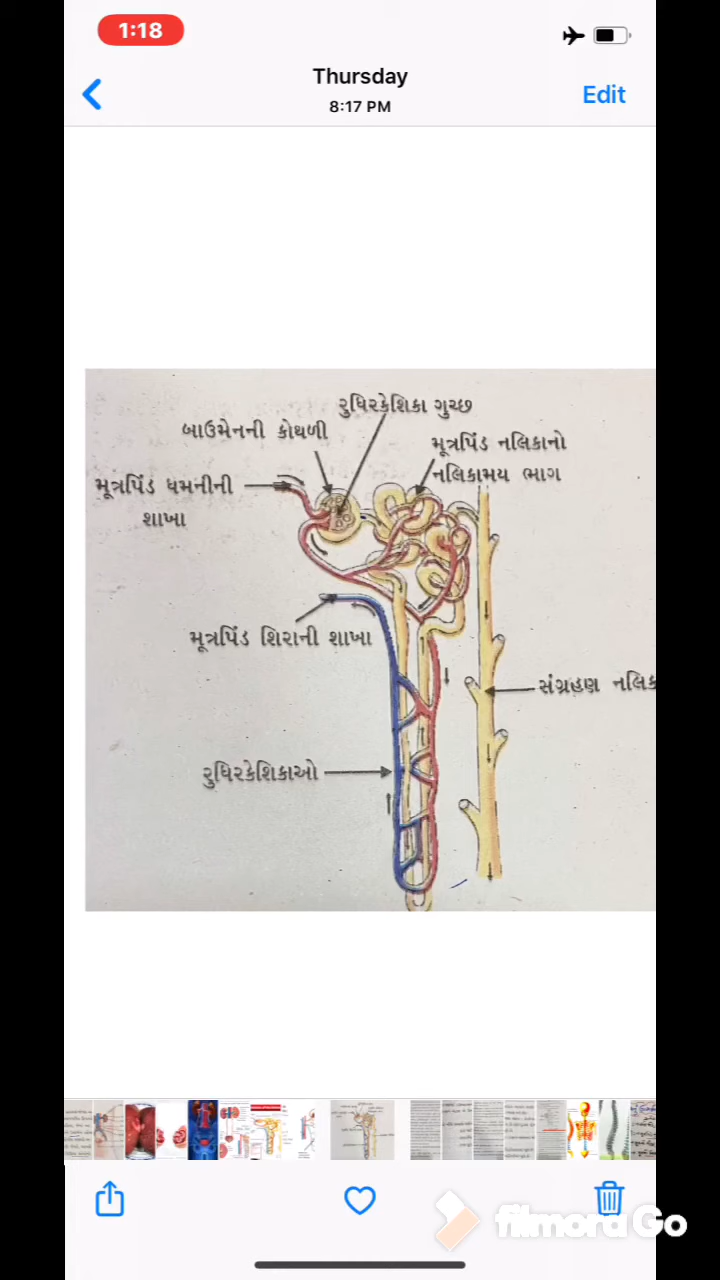 1:18
Thursday
8:17 PM
Edit
રુધિરકેશિકા ગુચ્છ
બાઉમેનની કોથળી
મૂત્રપિંડ નલિકાનો
નલિકામય ભાગ
મૂત્રપિંડ ધમનીની
શાખા
મૂત્રપિંડ શિરાની શાખા
સંગ્રહણ નલિક
રુધિરકેશિકાઓ
filmora Go